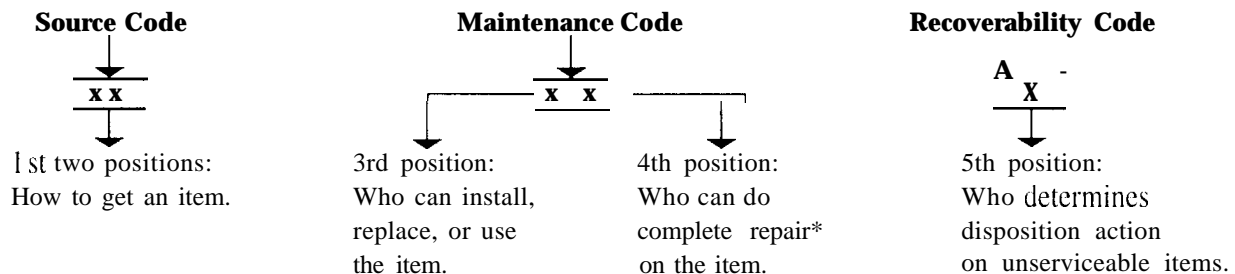 Source Code
Maintenance Code
Recoverability Code
x x
x x
A -
X
1st two positions:
How to get an item.
3rd position:
Who can install,
replace, or use
the item.
4th position:
Who can do
complete repair*
on the item.
5th position:
Who determines
disposition action
on unserviceable items.